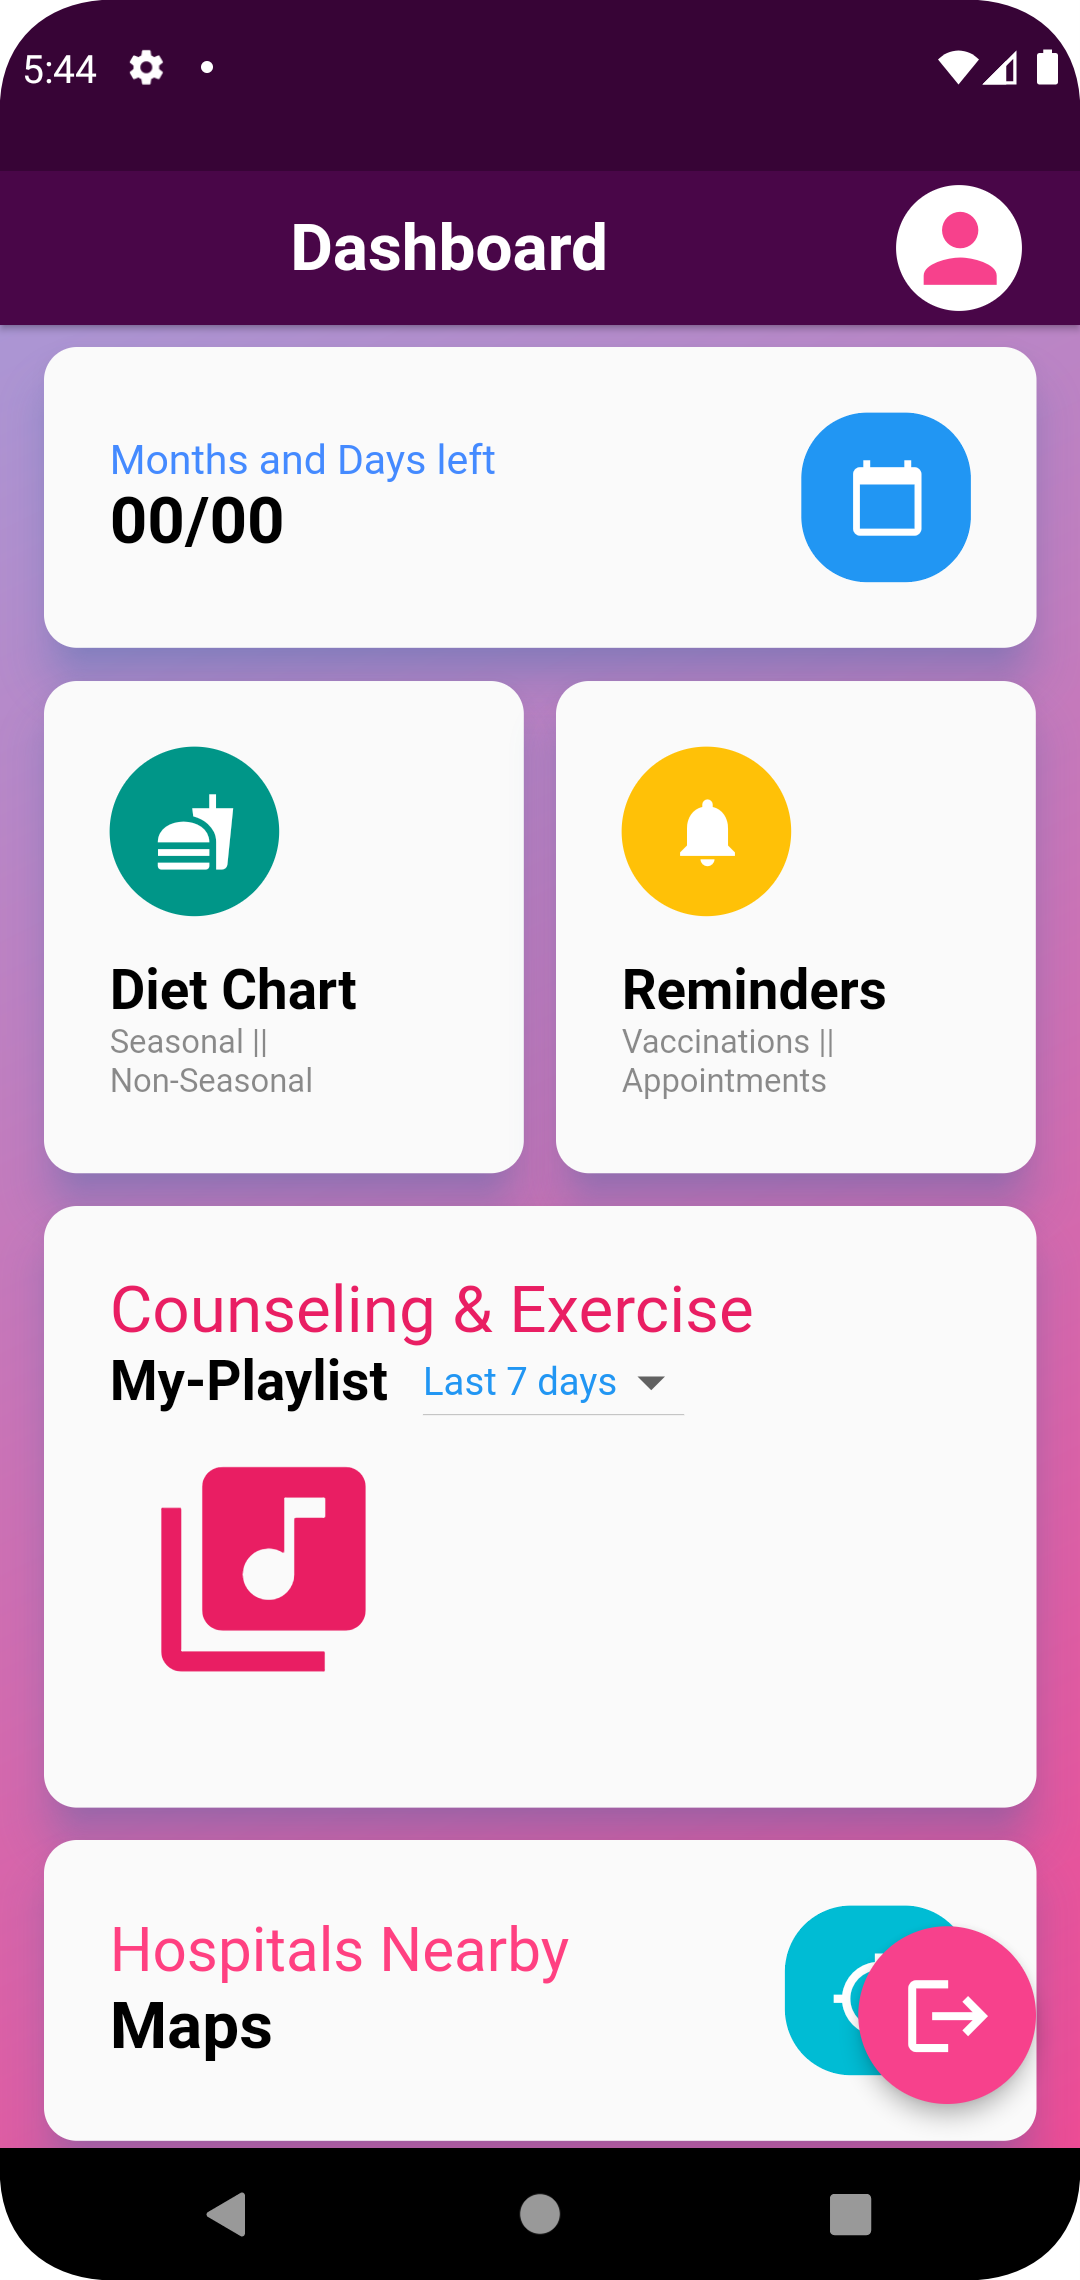 5:44
Dashboard
Months and Days left
00/00
Diet Chart
Seasonal ||
Non-Seasonal
Reminders
Vaccinations ||
Appointments
Counseling & Exercise
My-Playlist Last 7 days
Hospitals Nearby
Maps